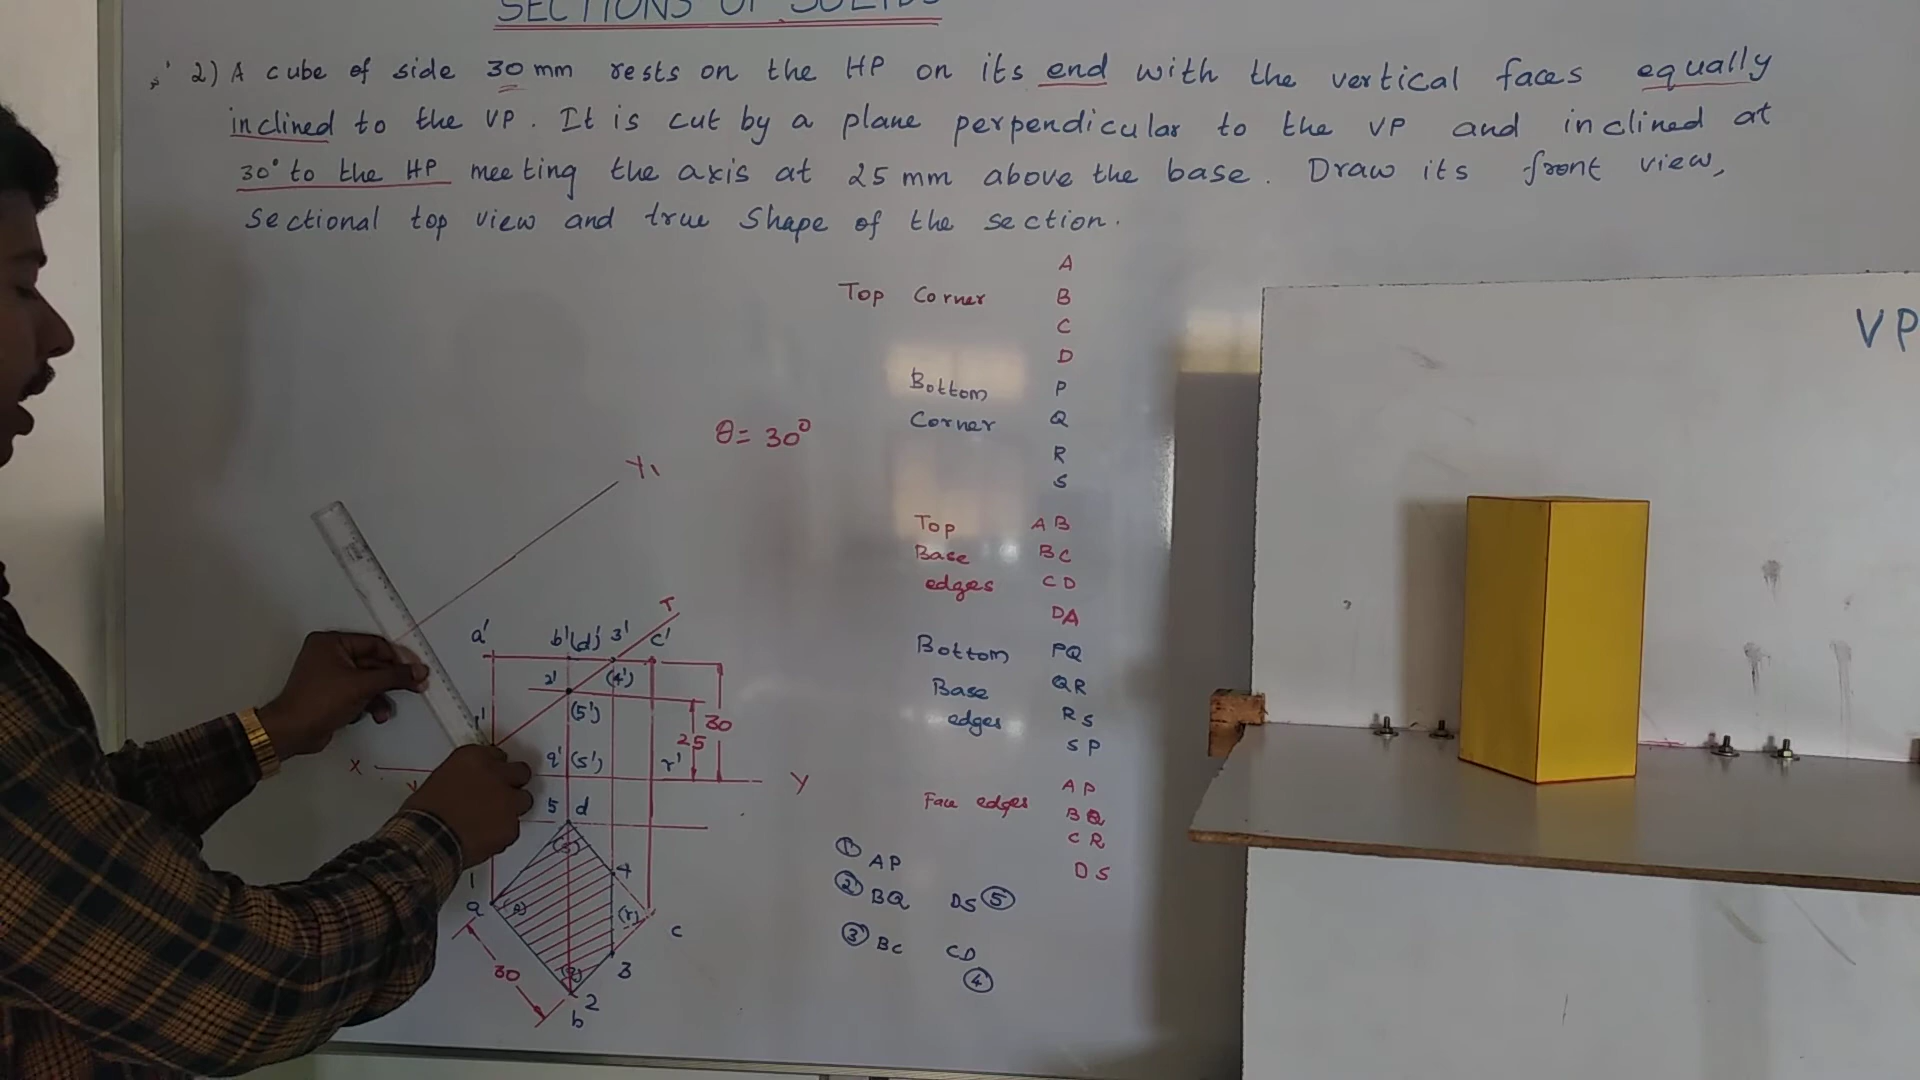 SECTIONS OF SOLIDS
2) A cube of side 30 mm rests on the HP on its end with the vertical faces equally
inclined to the VP. It is cut by a plane perpendicular to the VP and inclined at
30° to the HP meeting the axis at 25 mm above the base. Draw its front view,
Sectional top view and true Shape of the section.
A
Top Corner B
C
D
Bottom P
Corner Q
R
S
θ = 30°
Top AB
Base BC
edges CD
DA
Bottom PQ
Base QR
edges RS
SP
Face edges AP
BQ
CR
DS
① AP
② BQ DS ⑤
③ BC CD
④
Y₁
T
a' b'(d') 3' c'
2' (4')
(5')
30
25
q' (s') r'
X Y
5 d
(s)
4
1
a (p) (r) c
3
30 (q)
2
b
VP